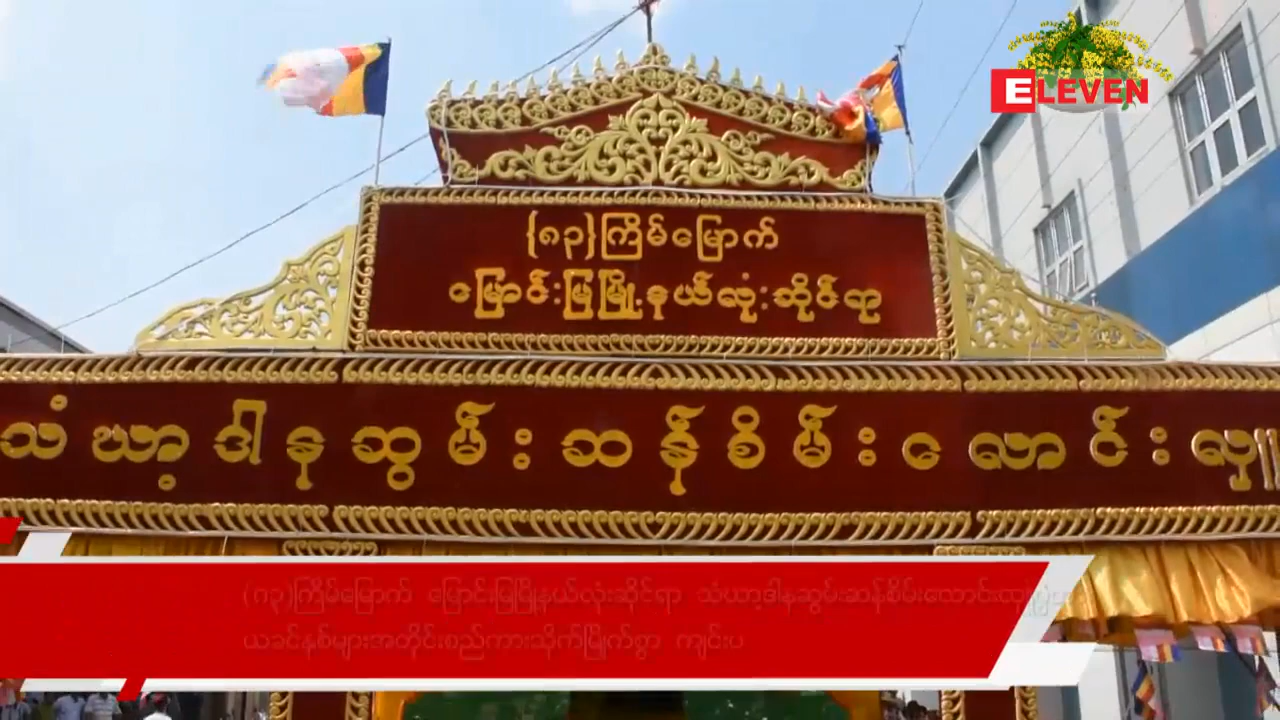 ELEVEN
{၈၃}ကြိမ်မြောက်
မြောင်းမြမြို့နယ်လုံးဆိုင်ရာ
သံဃာ့ဒါနဆွမ်းဆန်စိမ်းလောင်းလှူ
(၈၃)ကြိမ်မြောက် မြောင်းမြမြို့နယ်လုံးဆိုင်ရာ သံဃာ့ဒါနဆွမ်းဆန်စိမ်းလောင်းလှူပွဲ
ယခင်နှစ်များအတိုင်းစည်ကားသိုက်မြိုက်စွာ ကျင်းပ